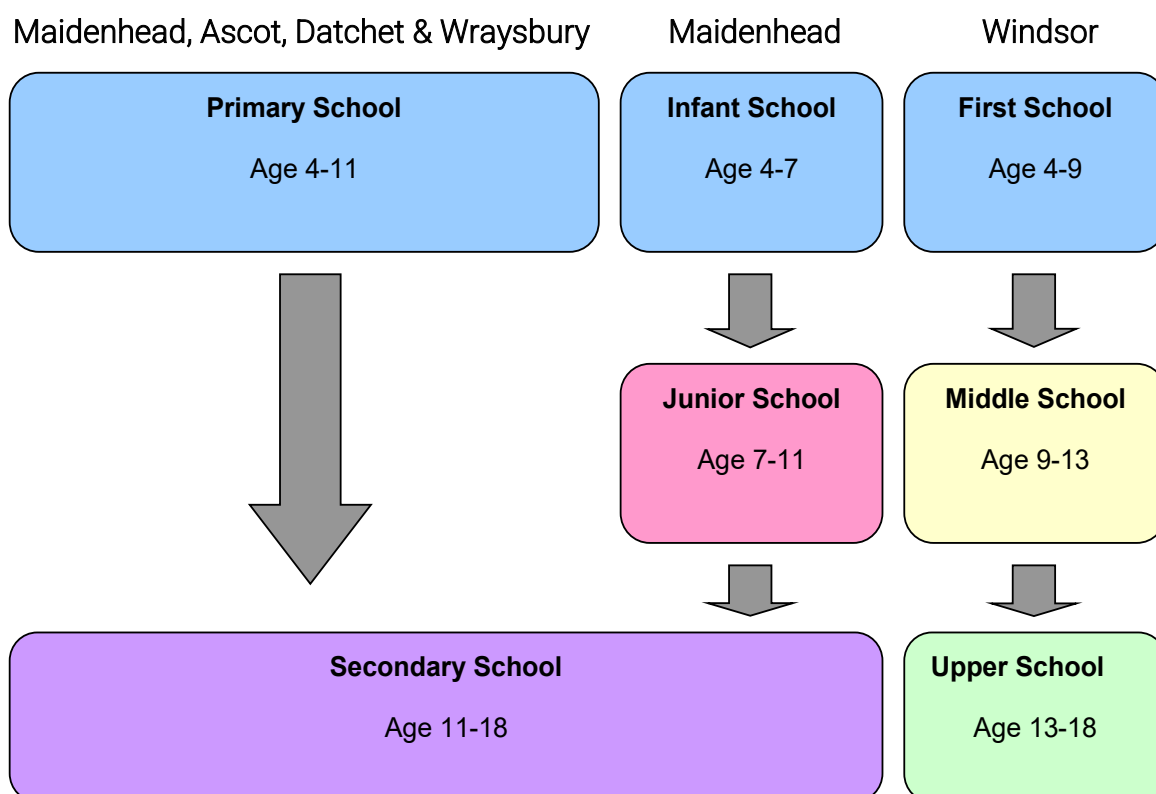 Maidenhead, Ascot, Datchet & Wraysbury
Maidenhead
Windsor
Primary School
Age 4-11
Infant School
Age 4-7
First School
Age 4-9
Junior School
Age 7-11
Middle School
Age 9-13
Secondary School
Age 11-18
Upper School
Age 13-18